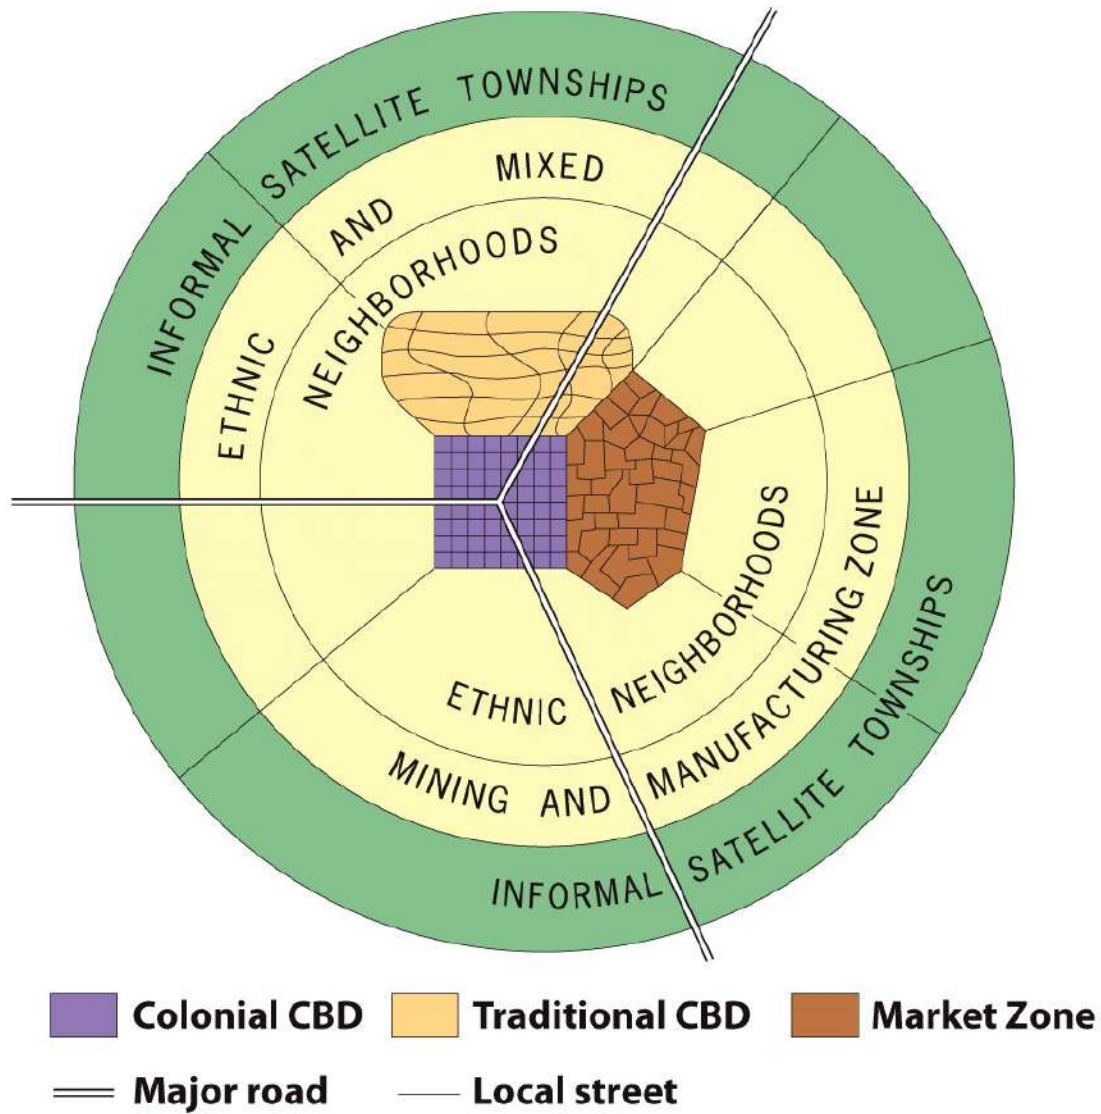 INFORMAL SATELLITE TOWNSHIPS
ETHNIC AND MIXED
NEIGHBORHOODS
ETHNIC NEIGHBORHOODS
MINING AND MANUFACTURING ZONE
INFORMAL SATELLITE TOWNSHIPS
Colonial CBD
Traditional CBD
Market Zone
Major road
Local street